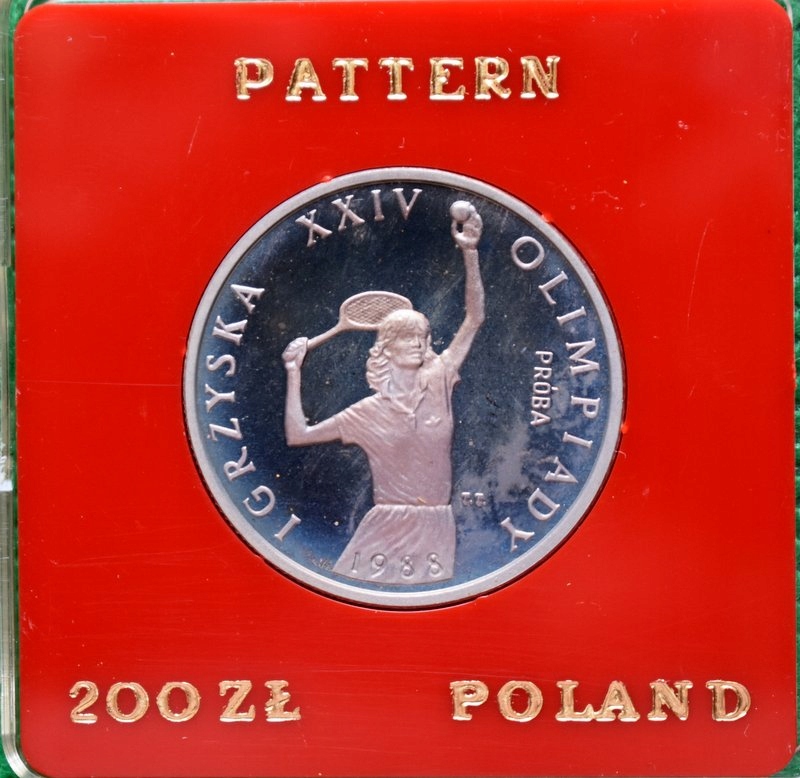 PATTERN
IGRZYSKA XXIV OLIMPIADY
PRÓBA
1988
200 ZŁ POLAND